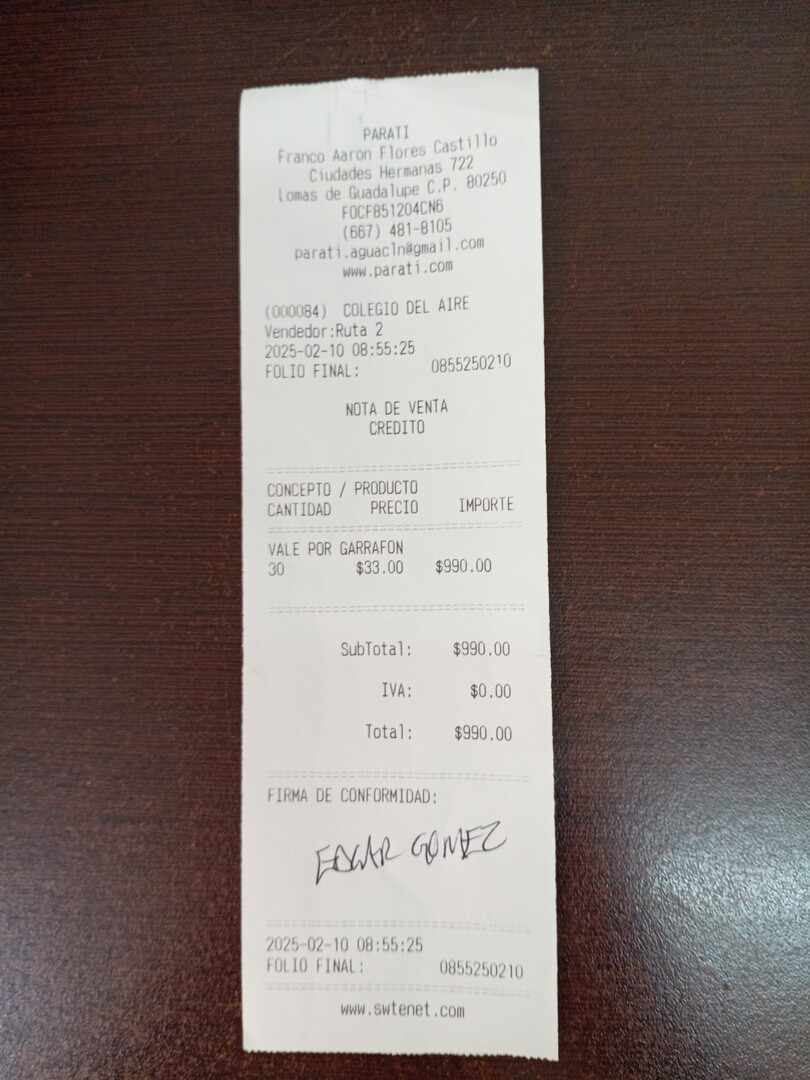 PARATI
Franco Aaron Flores Castillo
Ciudades Hermanas 722
Lomas de Guadalupe C.P. 80250
FOCF851204CN6
(667) 481-8105
parati.aguacln@gmail.com
www.parati.com
(000084) COLEGIO DEL AIRE
Vendedor:Ruta 2
2025-02-10 08:55:25
FOLIO FINAL: 0855250210
NOTA DE VENTA
CREDITO
CONCEPTO / PRODUCTO
CANTIDAD PRECIO IMPORTE
VALE POR GARRAFON
30 $33.00 $990.00
SubTotal: $990.00
IVA: $0.00
Total: $990.00
FIRMA DE CONFORMIDAD:
EDGAR GOMEZ
2025-02-10 08:55:25
FOLIO FINAL: 0855250210
www.swtenet.com